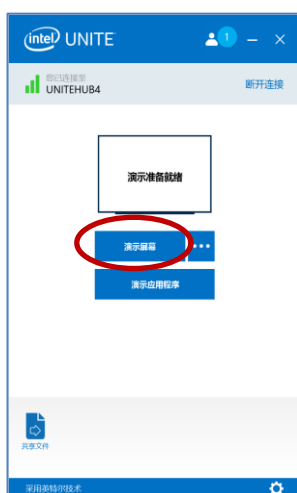 intel UNITE
1
您已连接至
UNITEHUB4
断开连接
演示准备就绪
演示屏幕
演示应用程序
共享文件
采用英特尔技术